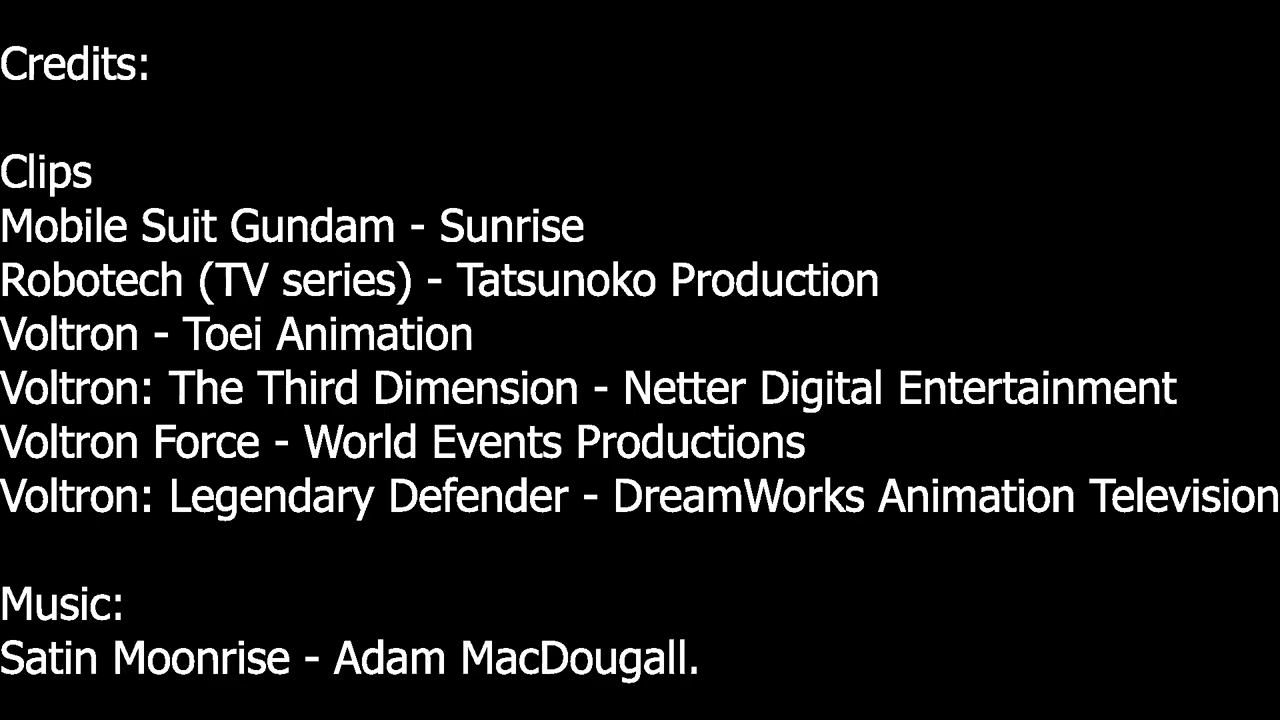 Credits:
Clips
Mobile Suit Gundam - Sunrise
Robotech (TV series) - Tatsunoko Production
Voltron - Toei Animation
Voltron: The Third Dimension - Netter Digital Entertainment
Voltron Force - World Events Productions
Voltron: Legendary Defender - DreamWorks Animation Television
Music:
Satin Moonrise - Adam MacDougall.